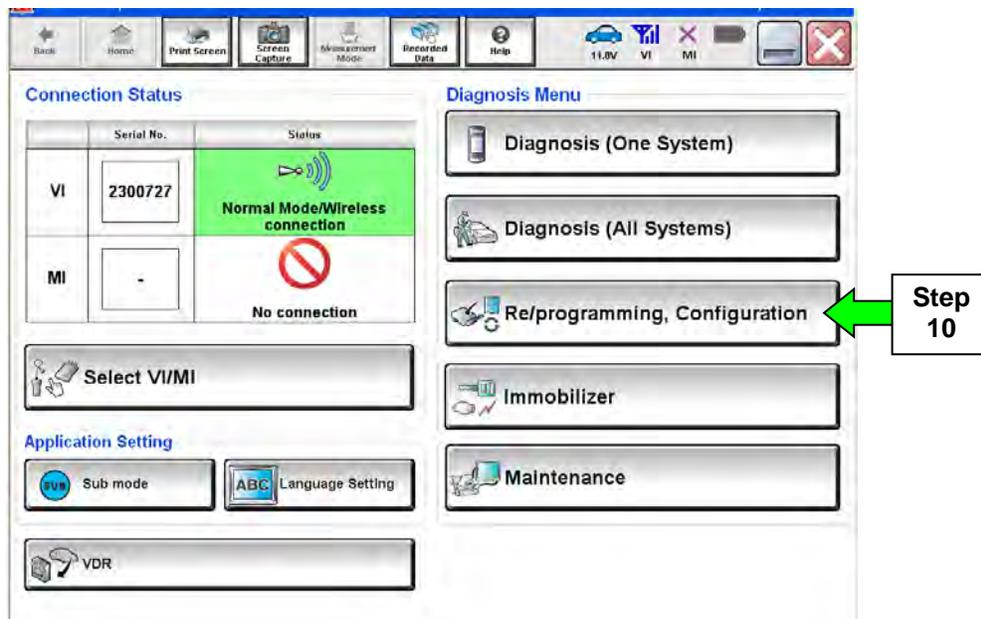 Back
Home
Print Screen
Screen
Capture
Measurement
Mode
Recorded
Data
Help
11.8V
VI
MI
Connection Status
Serial No.
Status
VI
2300727
Normal Mode/Wireless
connection
MI
-
No connection
Select VI/MI
Application Setting
SUB
Sub mode
ABC
Language Setting
VDR
Diagnosis Menu
Diagnosis (One System)
Diagnosis (All Systems)
Re/programming, Configuration
Immobilizer
Maintenance
Step
10